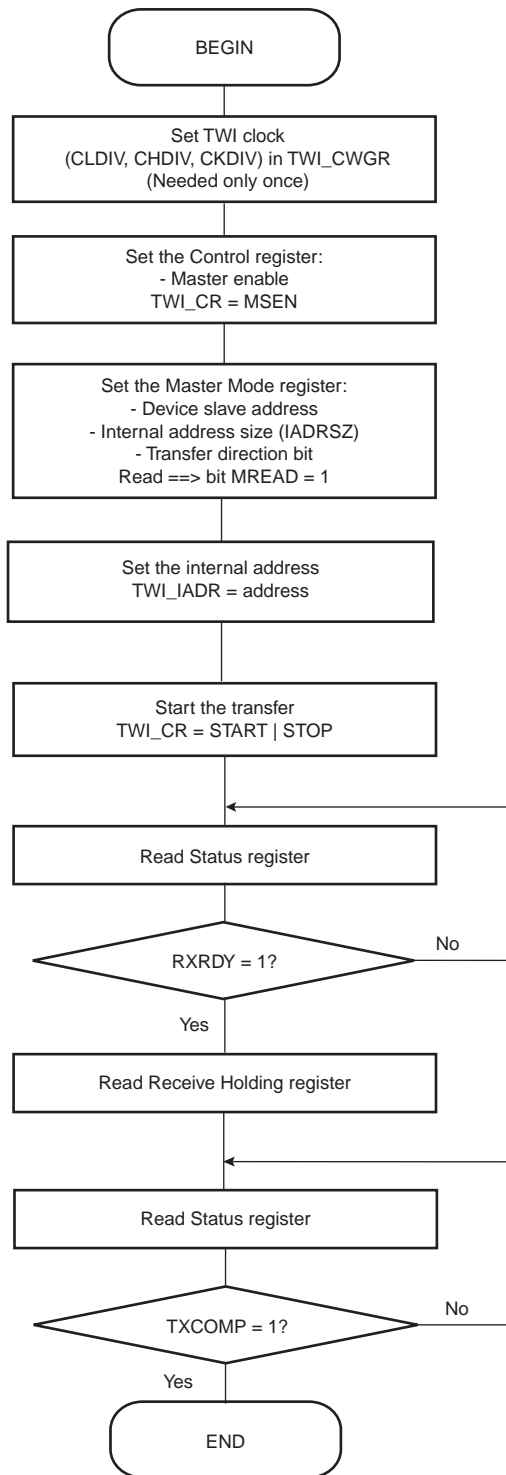 BEGIN
Set TWI clock
(CLDIV, CHDIV, CKDIV) in TWI_CWGR
(Needed only once)
Set the Control register:
- Master enable
TWI_CR = MSEN
Set the Master Mode register:
- Device slave address
- Internal address size (IADRSZ)
- Transfer direction bit
Read ==> bit MREAD = 1
Set the internal address
TWI_IADR = address
Start the transfer
TWI_CR = START | STOP
Read Status register
RXRDY = 1?
No
Yes
Read Receive Holding register
Read Status register
TXCOMP = 1?
No
Yes
END